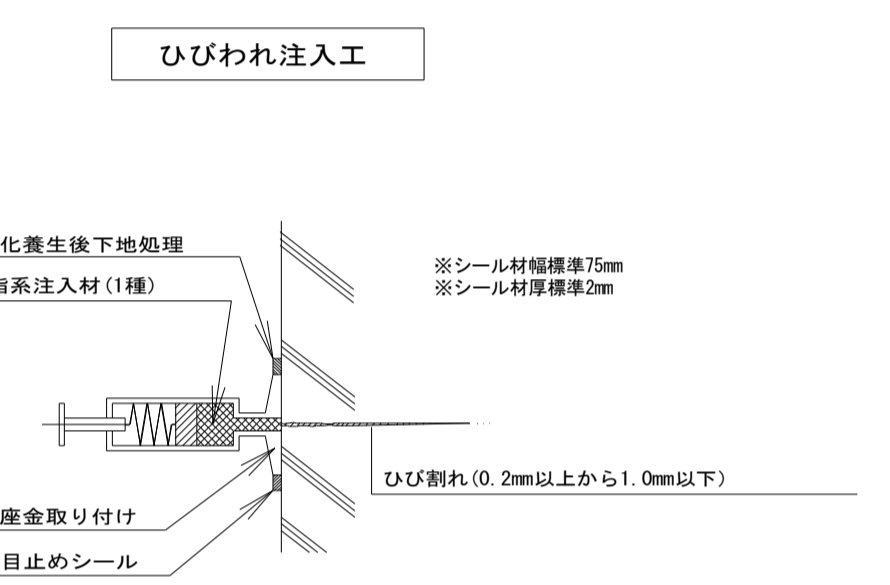 ひびわれ注入工
化養生後下地処理
※シール材幅標準75mm
脂系注入材(1種)
※シール材厚標準2mm
ひび割れ(0.2mm以上から1.0mm以下)
座金取り付け
目止めシール